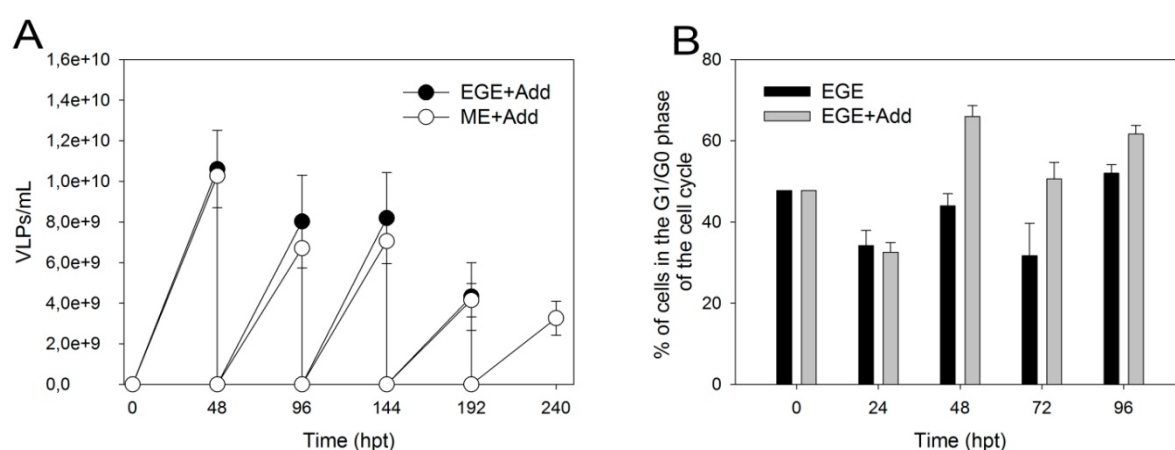 A
VLPs/mL
1,6e+10
1,4e+10
1,2e+10
1,0e+10
8,0e+9
6,0e+9
4,0e+9
2,0e+9
0,0
EGE+Add
ME+Add
0 48 96 144 192 240
Time (hpt)
B
% of cells in the G1/G0 phase
of the cell cycle
80
60
40
20
0
EGE
EGE+Add
0 24 48 72 96
Time (hpt)